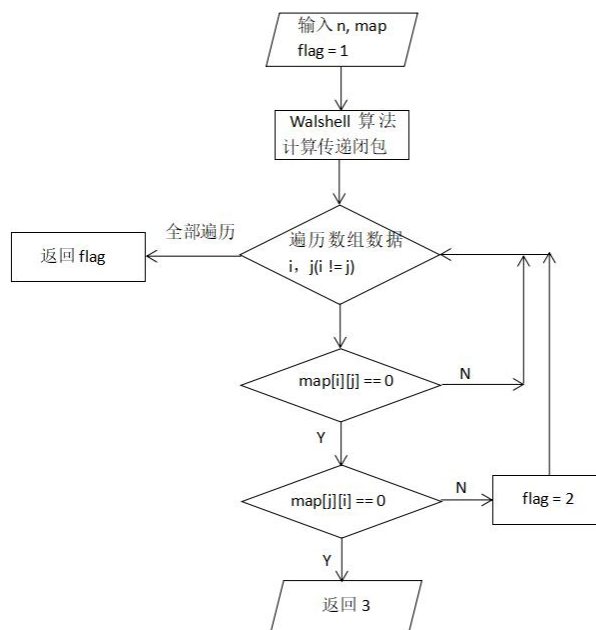 输入 n, map
flag = 1
Walshell 算法
计算传递闭包
全部遍历
遍历数组数据
i，j(i != j)
返回 flag
map[i][j] == 0
N
Y
map[j][i] == 0
N
flag = 2
Y
返回 3